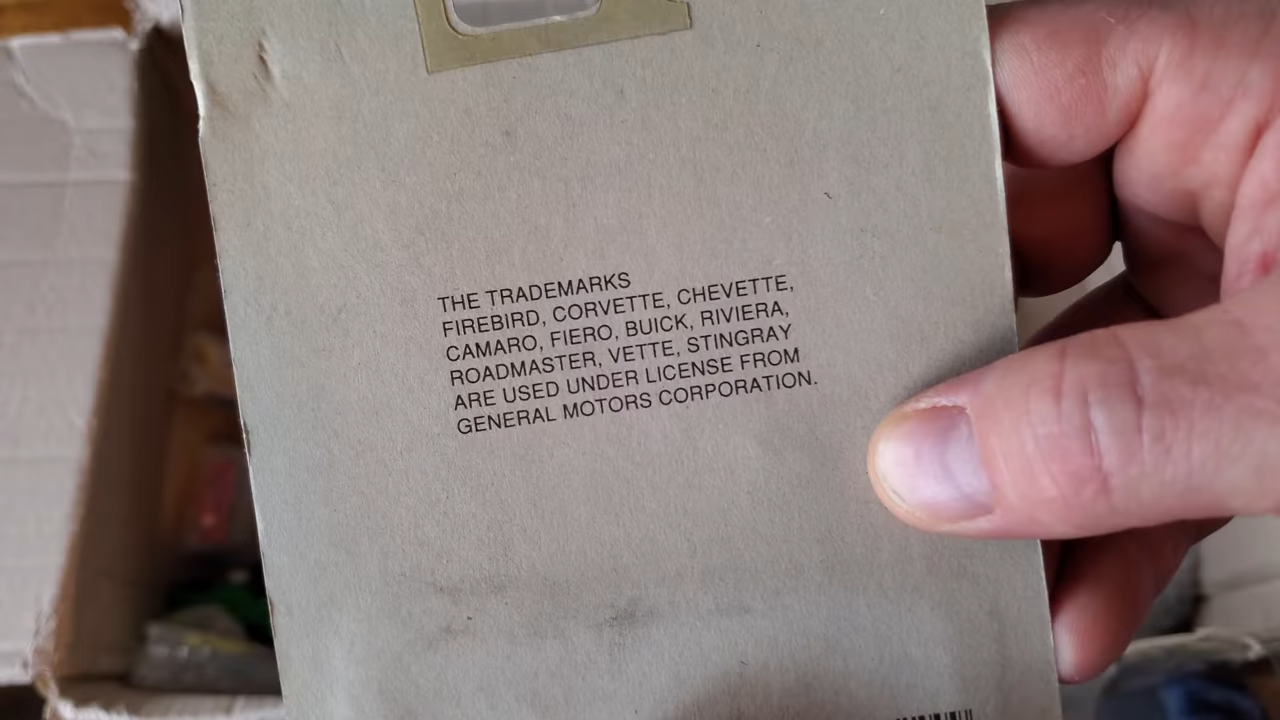 THE TRADEMARKS
FIREBIRD, CORVETTE, CHEVETTE,
CAMARO, FIERO, BUICK, RIVIERA,
ROADMASTER, VETTE, STINGRAY
ARE USED UNDER LICENSE FROM
GENERAL MOTORS CORPORATION.